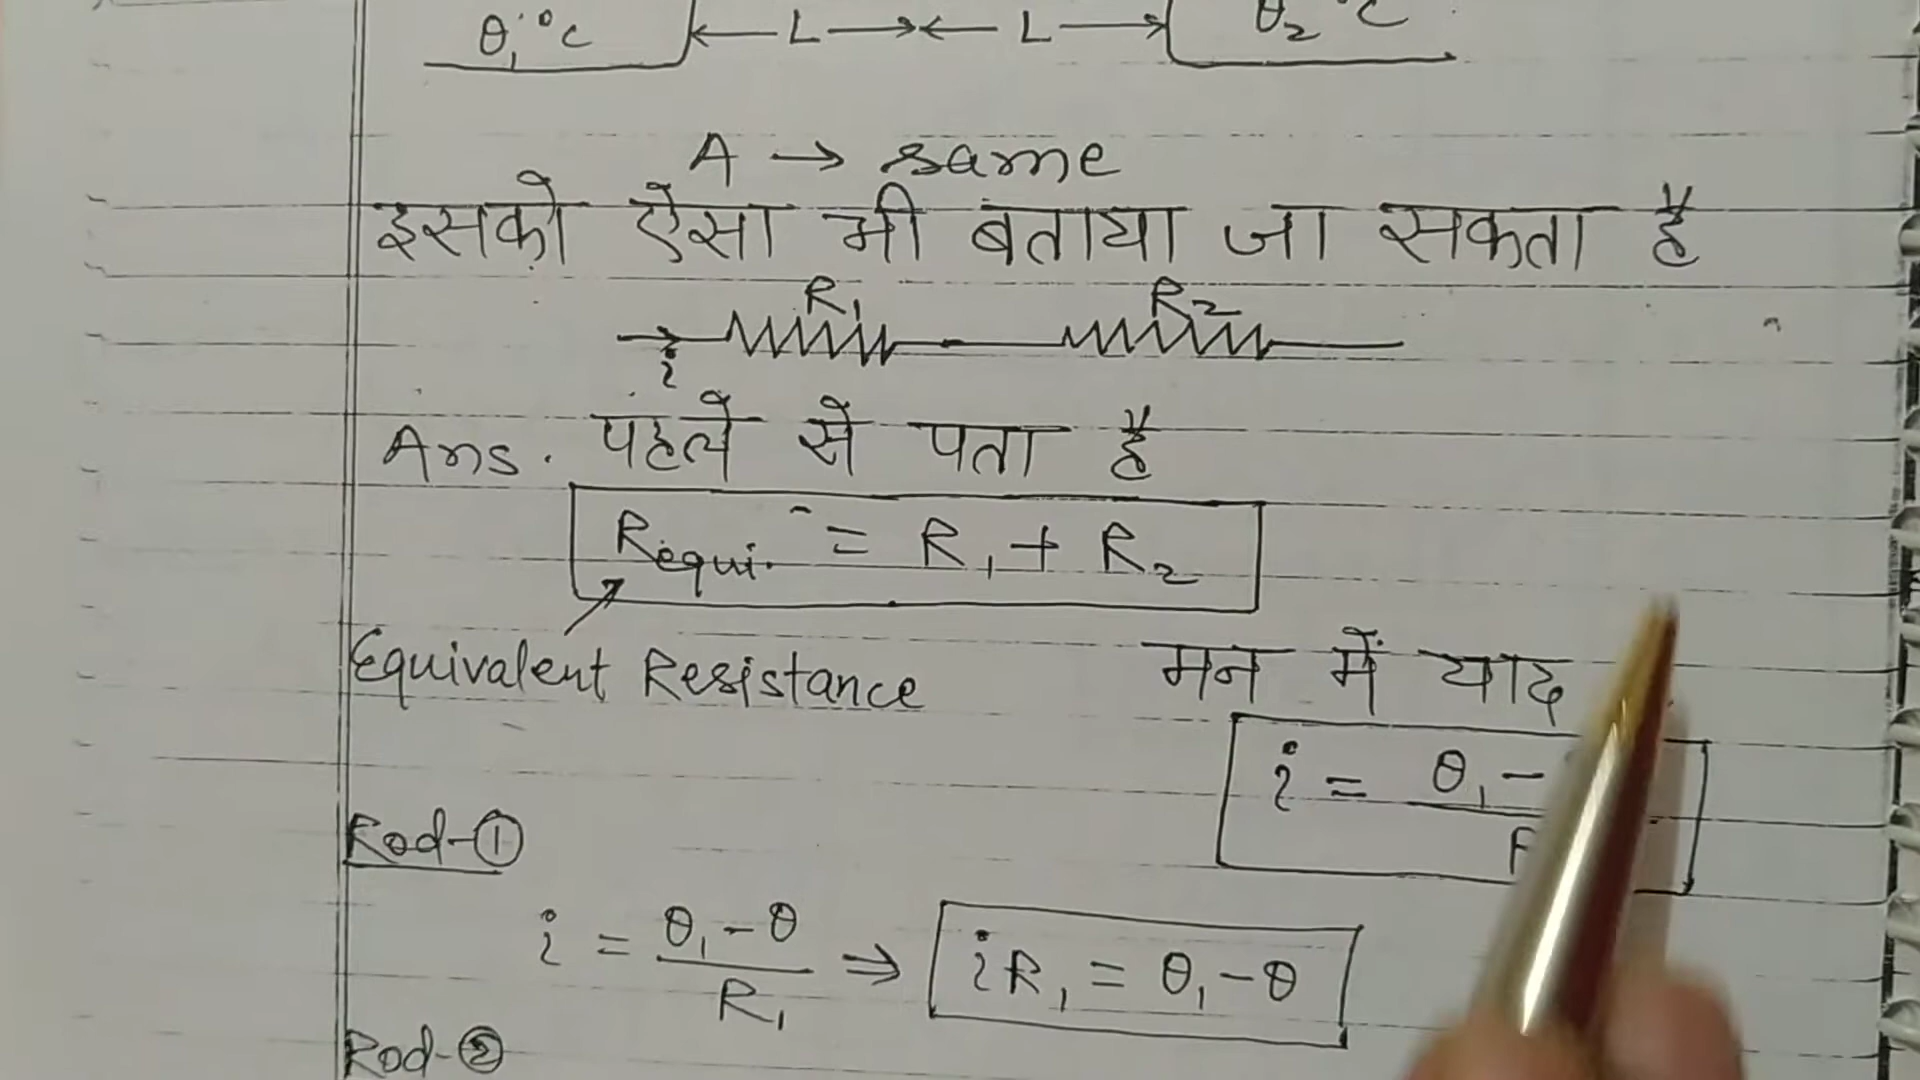 θ₁°C ← L → ← L → θ₂°C
A → same
इसको ऐसा भी बताया जा सकता है
R₁ R₂
i
Ans. पहले से पता है
Requi. = R₁ + R₂
Equivalent Resistance मन में याद
i = θ₁ -
Rod-①
i = θ₁ - θ / R₁ ⇒ iR₁ = θ₁ - θ
Rod-②